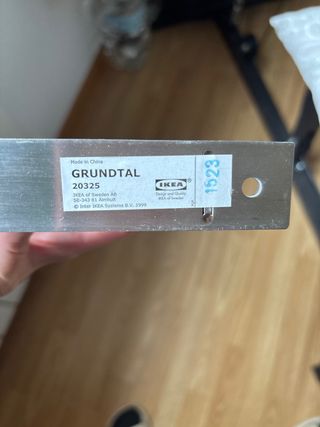 Made in China
GRUNDTAL
20325
IKEA of Sweden AB
SE-343 81 Älmhult
© Inter IKEA Systems B.V. 1999
IKEA
Design and Quality
IKEA of Sweden
1523